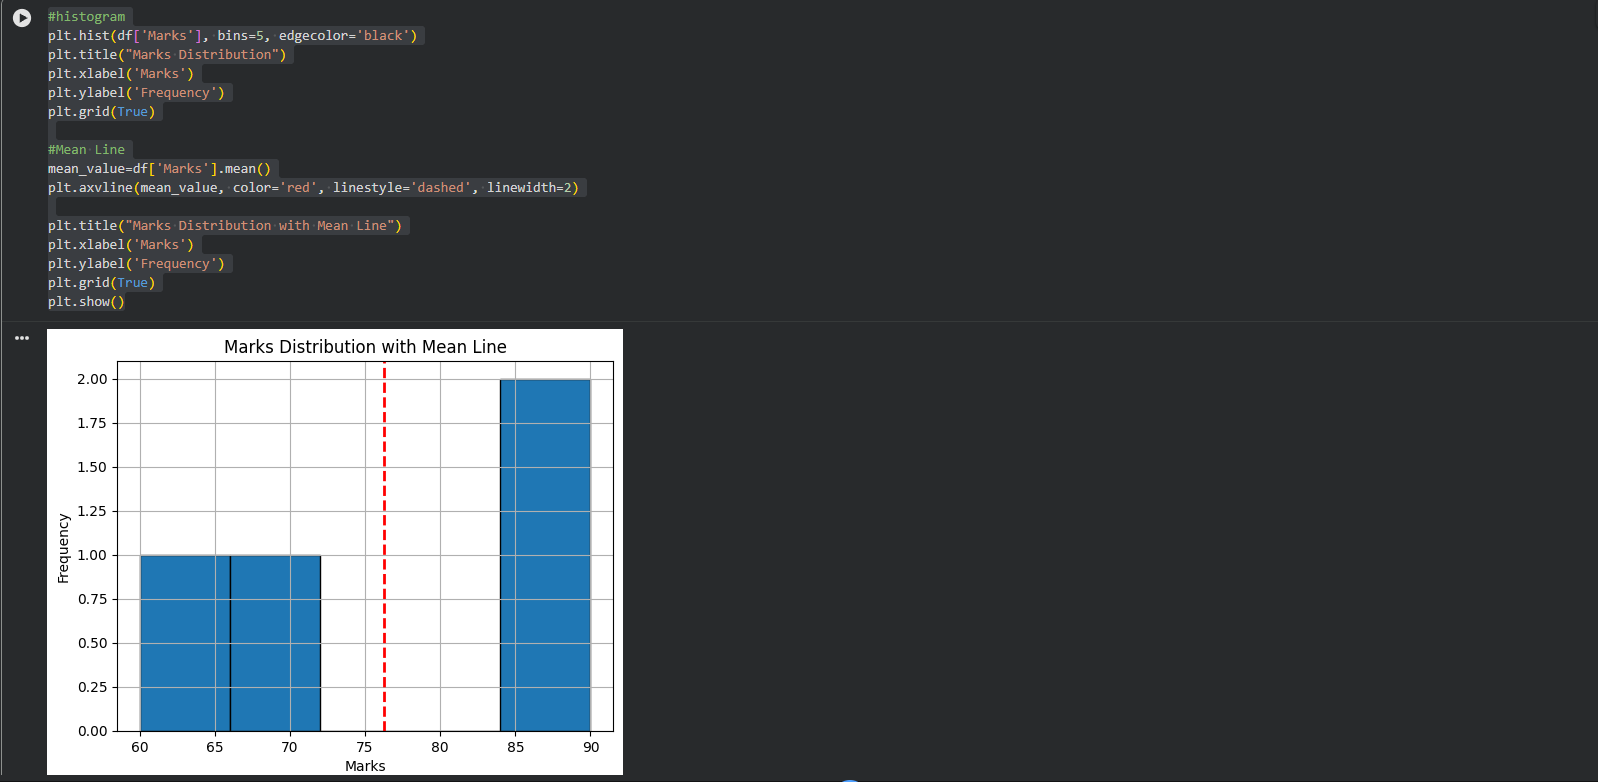 #histogram
plt.hist(df['Marks'], bins=5, edgecolor='black')
plt.title("Marks Distribution")
plt.xlabel('Marks')
plt.ylabel('Frequency')
plt.grid(True)
#Mean Line
mean_value=df['Marks'].mean()
plt.axvline(mean_value, color='red', linestyle='dashed', linewidth=2)
plt.title("Marks Distribution with Mean Line")
plt.xlabel('Marks')
plt.ylabel('Frequency')
plt.grid(True)
plt.show()
Marks Distribution with Mean Line
2.00
1.75
1.50
1.25
1.00
0.75
0.50
0.25
0.00
Frequency
60 65 70 75 80 85 90
Marks